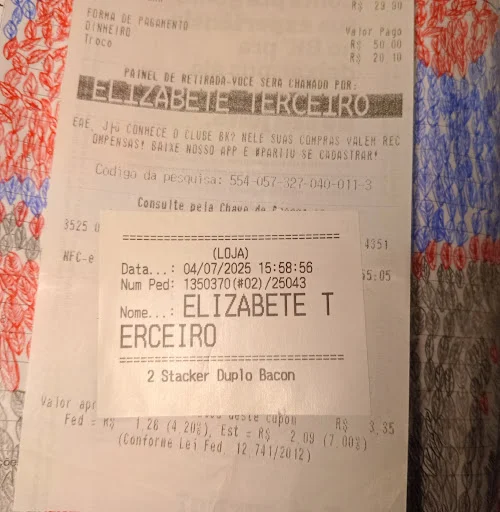 R$ 29.90
FORMA DE PAGAMENTO
Valor Pago
DINHEIRO
R$ 50.00
Troco
R$ 20.10
PAINEL DE RETIRADA-VOCE SERA CHAMADO POR:
ELIZABETE TERCEIRO
EAE, Já CONHECE O CLUBE BK? NELE SUAS COMPRAS VALEM REC
OMPENSAS! BAIXE NOSSO APP E #PARTIU SE CADASTRAR!
Código da pesquisa: 554-057-327-040-011-3
Consulte pela Chave de
3525
4351
NFC-e
55:05
==================================
(LOJA)
Data...: 04/07/2025 15:58:56
Num Ped: 1350370(#02)/25043
Nome...: ELIZABETE T
ERCEIRO
==================================
2 Stacker Duplo Bacon
Valor apr
deste cupon R$ 3,35
Fed = R$ 1,26 (4,20%), Est = R$ 2,09 (7,00%)
(Conforme Lei Fed. 12.741/2012)